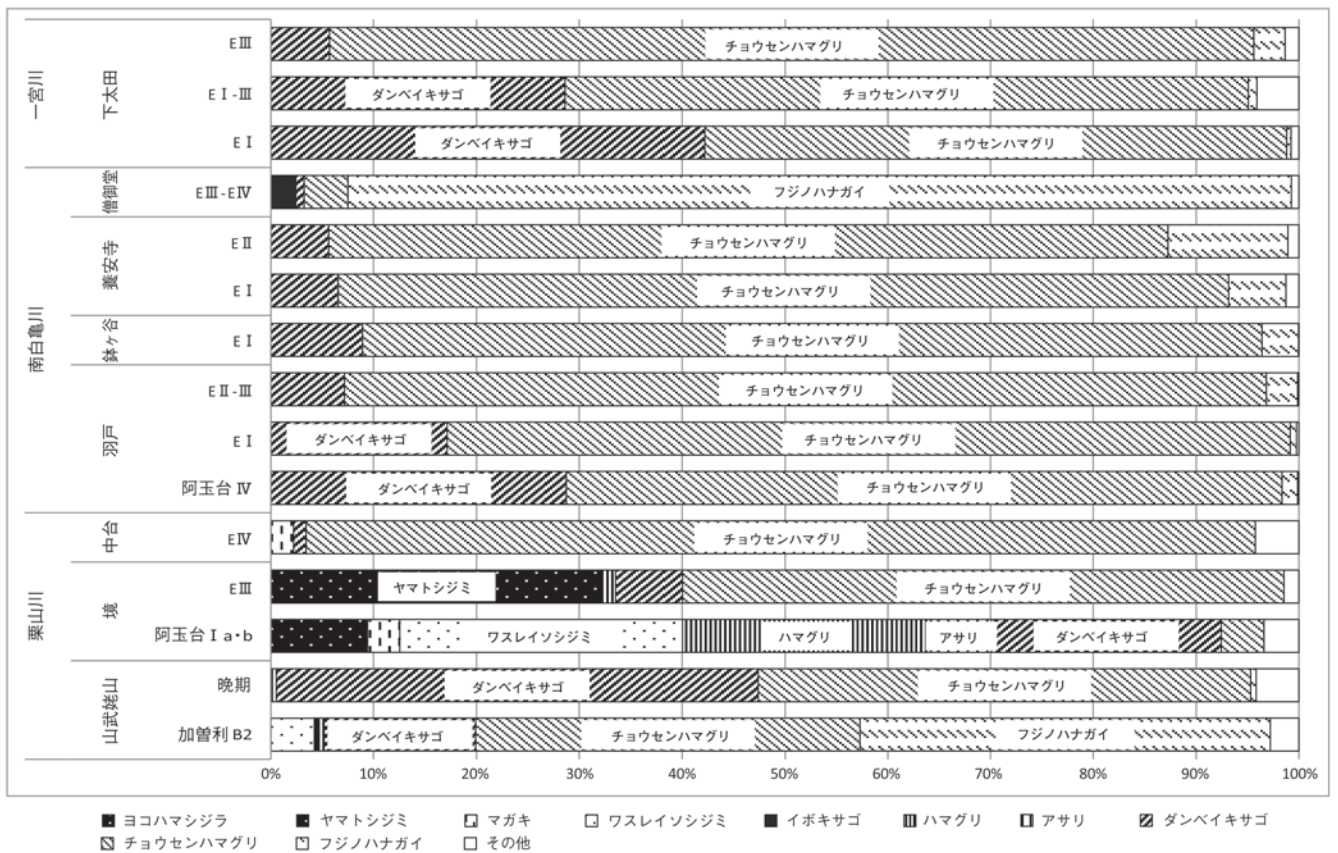 一宮川
下太田
EⅢ
チョウセンハマグリ
EⅠ-Ⅲ
ダンベイキサゴ
チョウセンハマグリ
EⅠ
ダンベイキサゴ
チョウセンハマグリ
南白亀川
僧御堂
EⅢ-EⅣ
フジノハナガイ
養安寺
EⅡ
チョウセンハマグリ
EⅠ
チョウセンハマグリ
鉢ヶ谷
EⅠ
チョウセンハマグリ
羽戸
EⅡ-Ⅲ
チョウセンハマグリ
EⅠ
ダンベイキサゴ
チョウセンハマグリ
阿玉台 Ⅳ
ダンベイキサゴ
チョウセンハマグリ
栗山川
中台
EⅣ
チョウセンハマグリ
境
EⅢ
ヤマトシジミ
チョウセンハマグリ
阿玉台Ⅰa・b
ワスレイソシジミ
ハマグリ
アサリ
ダンベイキサゴ
山武姥山
晩期
ダンベイキサゴ
チョウセンハマグリ
加曽利 B2
ダンベイキサゴ
チョウセンハマグリ
フジノハナガイ
0% 10% 20% 30% 40% 50% 60% 70% 80% 90% 100%
ヨコハマシジラ ヤマトシジミ マガキ ワスレイソシジミ イボキサゴ ハマグリ アサリ ダンベイキサゴ
チョウセンハマグリ フジノハナガイ その他